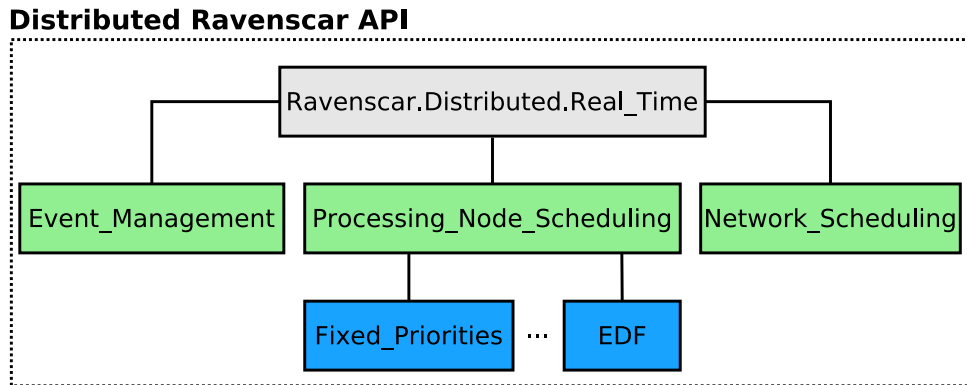 Distributed Ravenscar API
Ravenscar.Distributed.Real_Time
Event_Management
Processing_Node_Scheduling
Network_Scheduling
Fixed_Priorities
...
EDF